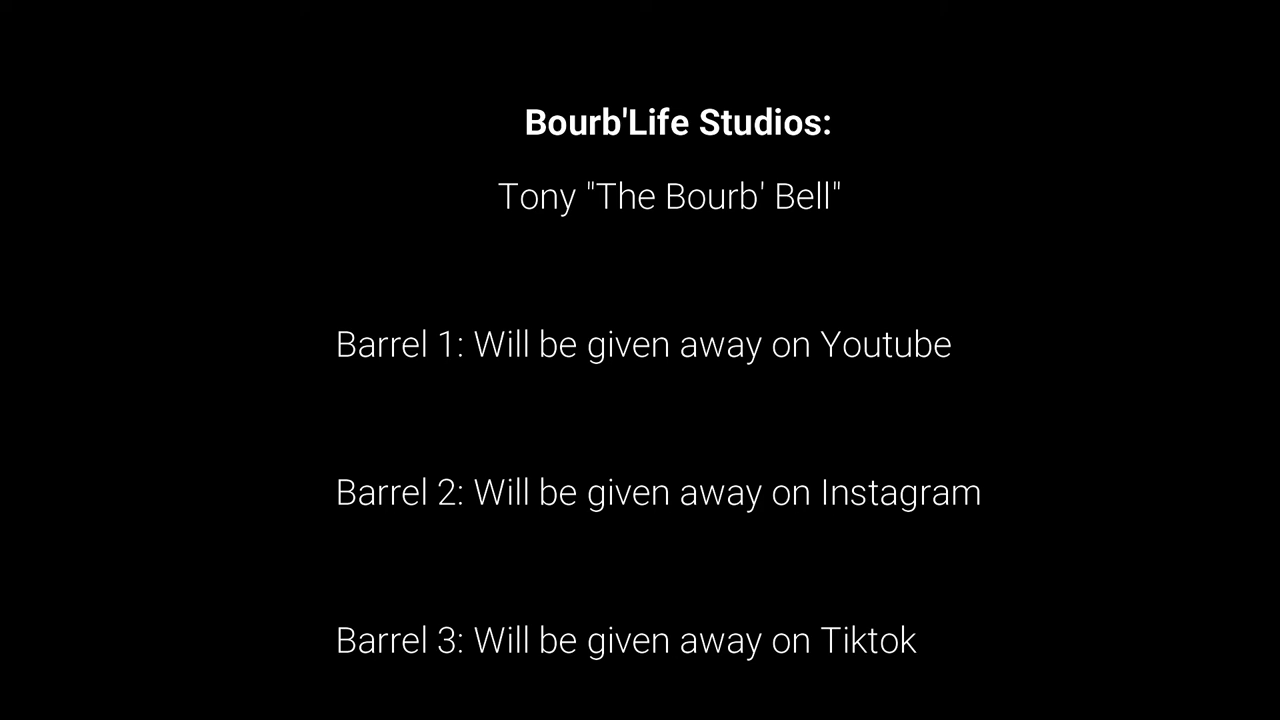 Bourb'Life Studios:
Tony "The Bourb' Bell"
Barrel 1: Will be given away on Youtube
Barrel 2: Will be given away on Instagram
Barrel 3: Will be given away on Tiktok